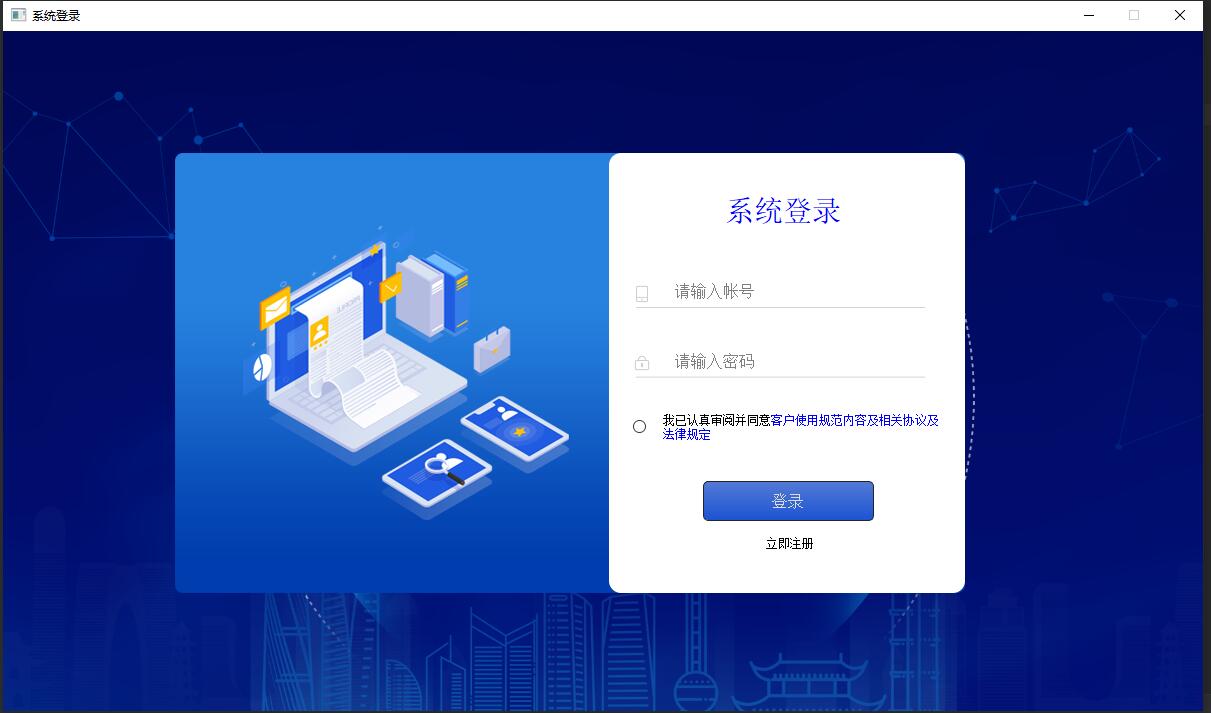 系统登录
系统登录
请输入帐号
请输入密码
我已认真审阅并同意客户使用规范内容及相关协议及
法律规定
登录
立即注册